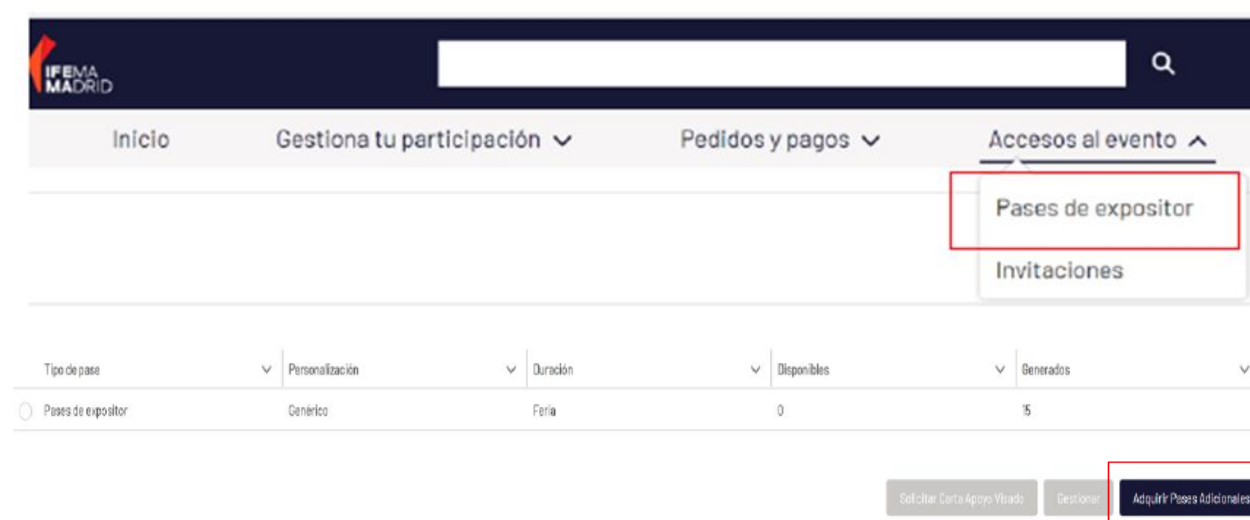 IFEMA
MADRID
Inicio Gestiona tu participación Pedidos y pagos Accesos al evento
Pases de expositor
Invitaciones
Tipo de pase Personalización Duración Disponibles Generados
Pases de expositor Genérico Feria 0 15
Solicitar Carta Apoyo Visado Gestionar Adquirir Pases Adicionales